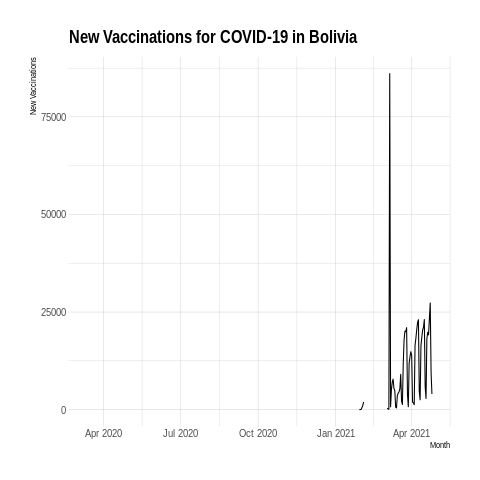 New Vaccinations for COVID-19 in Bolivia
New Vaccinations
75000
50000
25000
0
Apr 2020 Jul 2020 Oct 2020 Jan 2021 Apr 2021
Month